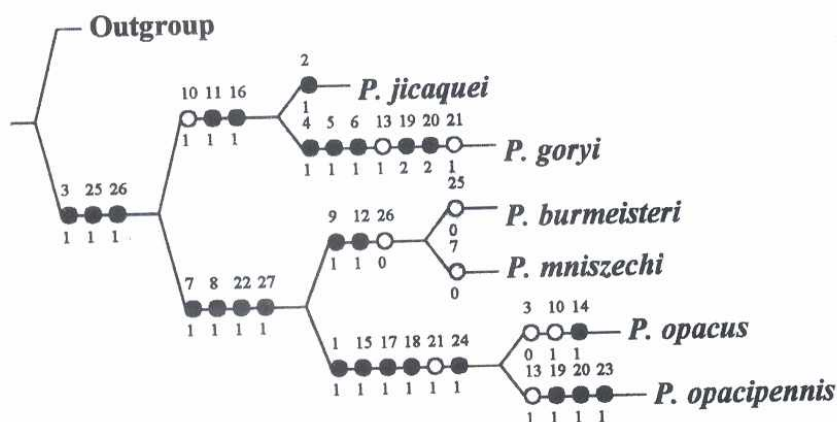 Outgroup
2
10 11 16
P. jicaquei
1
1 1 1
4 5 6 13 19 20 21
P. goryi
1 1 1 1 2 2 1
25
3 25 26
9 12 26
P. burmeisteri
0
1 1 1
1 1 0
7
P. mniszechi
0
7 8 22 27
3 10 14
1 1 1 1
P. opacus
1 15 17 18 21 24
0 1 1
13 19 20 23
1 1 1 1 1 1
P. opacipennis
1 1 1 1